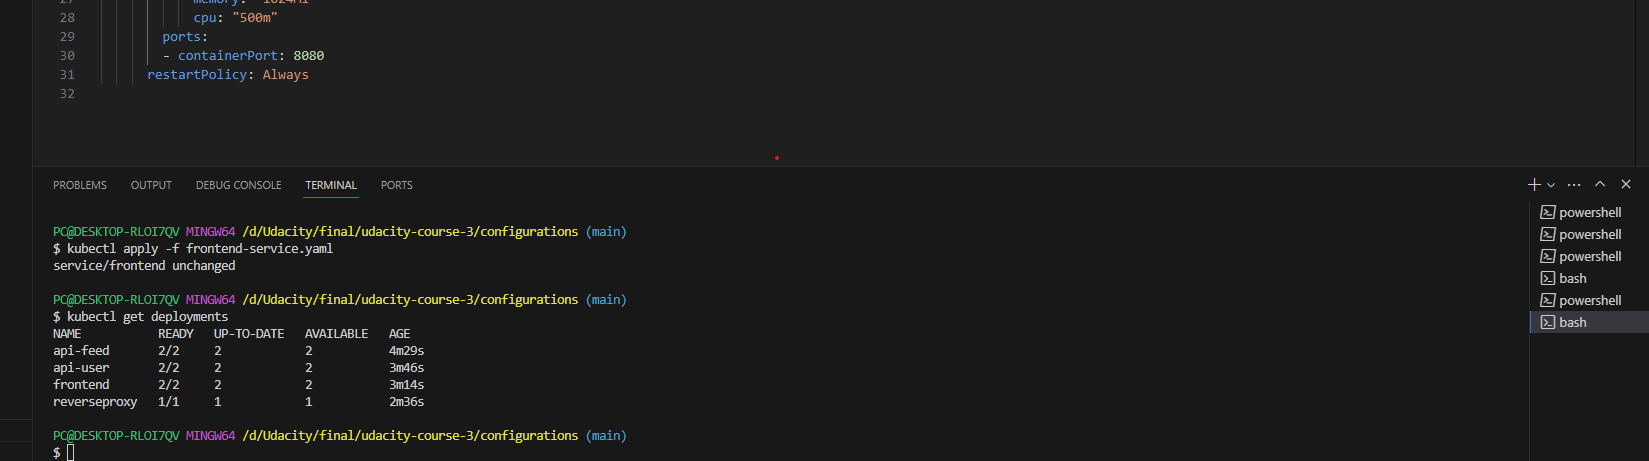 27 memory: "1024Mi"
28 cpu: "500m"
29 ports:
30 - containerPort: 8080
31 restartPolicy: Always
32
PROBLEMS OUTPUT DEBUG CONSOLE TERMINAL PORTS
PC@DESKTOP-RLOI7QV MINGW64 /d/Udacity/final/udacity-course-3/configurations (main)
$ kubectl apply -f frontend-service.yaml
service/frontend unchanged
PC@DESKTOP-RLOI7QV MINGW64 /d/Udacity/final/udacity-course-3/configurations (main)
$ kubectl get deployments
NAME READY UP-TO-DATE AVAILABLE AGE
api-feed 2/2 2 2 4m29s
api-user 2/2 2 2 3m46s
frontend 2/2 2 2 3m14s
reverseproxy 1/1 1 1 2m36s
PC@DESKTOP-RLOI7QV MINGW64 /d/Udacity/final/udacity-course-3/configurations (main)
$
powershell
powershell
powershell
bash
powershell
bash